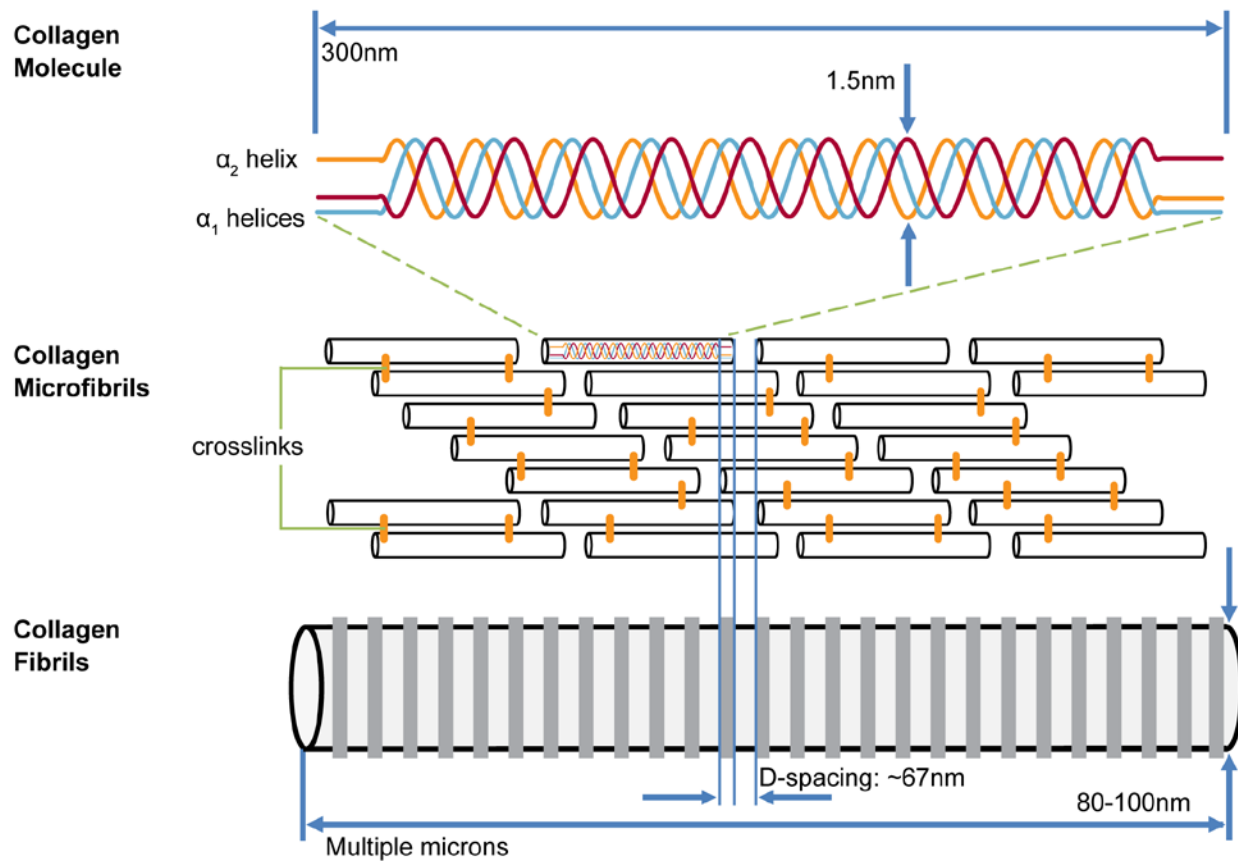 Collagen
Molecule
300nm
1.5nm
α₂ helix
α₁ helices
Collagen
Microfibrils
crosslinks
Collagen
Fibrils
D-spacing: ~67nm
80-100nm
Multiple microns